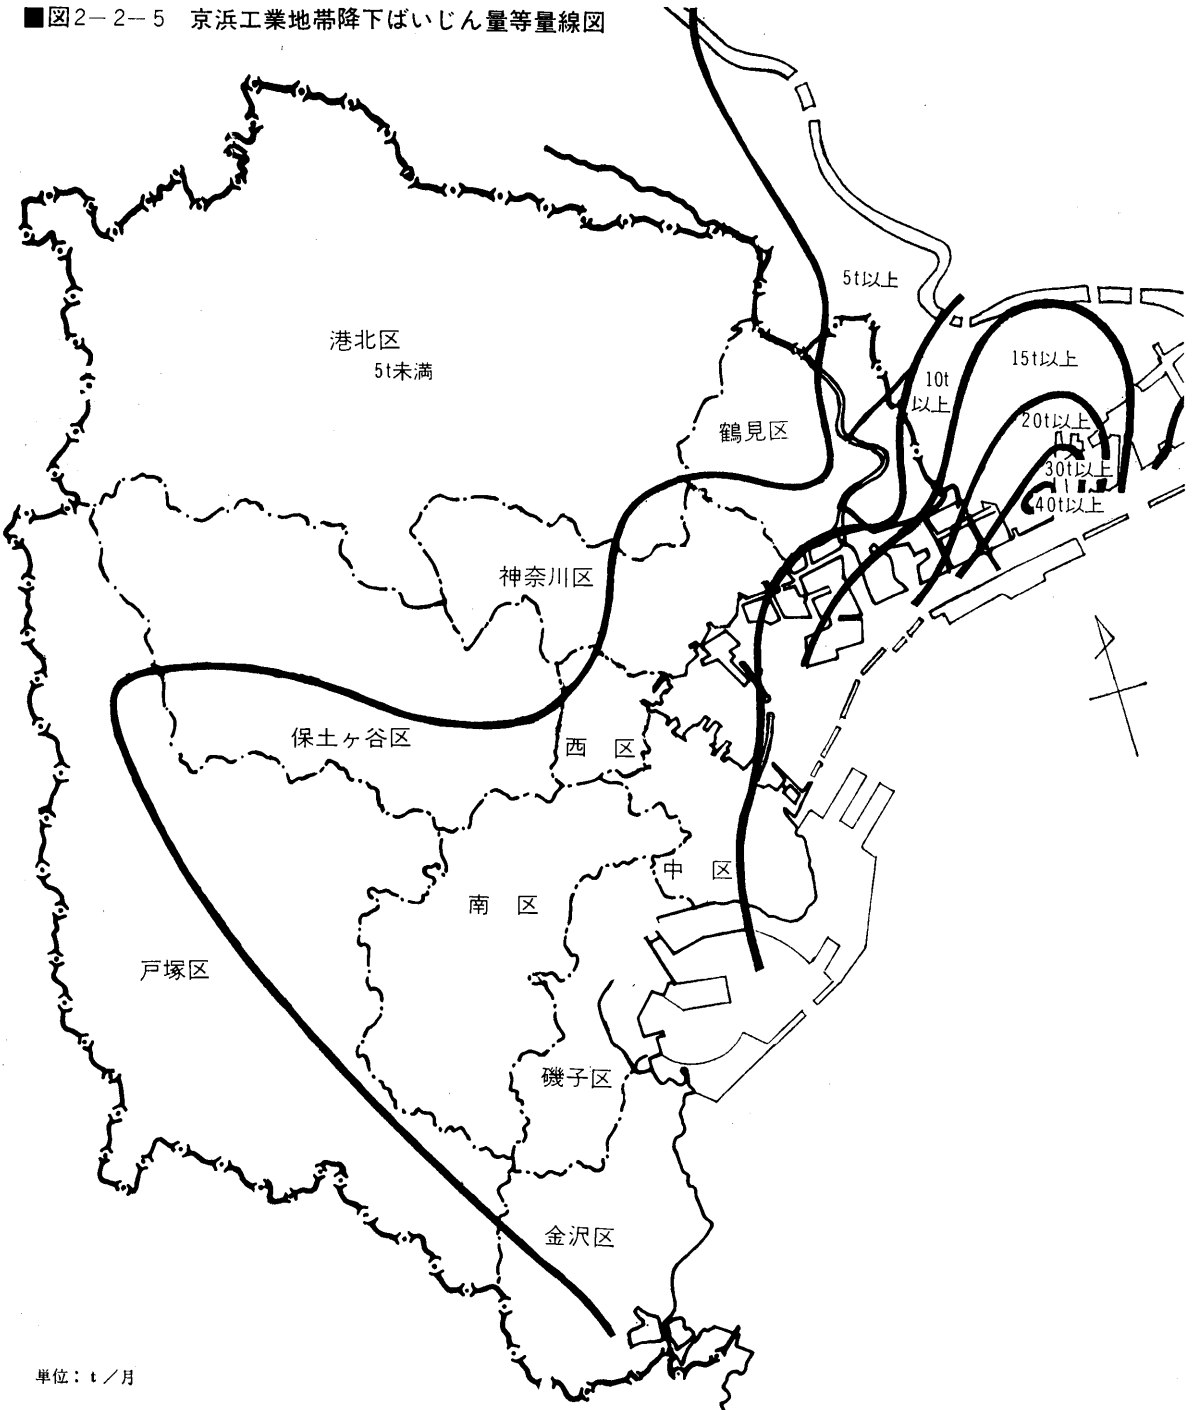 ■図2-2-5 京浜工業地帯降下ばいじん量等量線図
5t以上
港北区
5t未満
15t以上
10t
以上
20t以上
鶴見区
30t以上
40t以上
神奈川区
保土ヶ谷区
西 区
中 区
南 区
戸塚区
磯子区
金沢区
単位:t/月